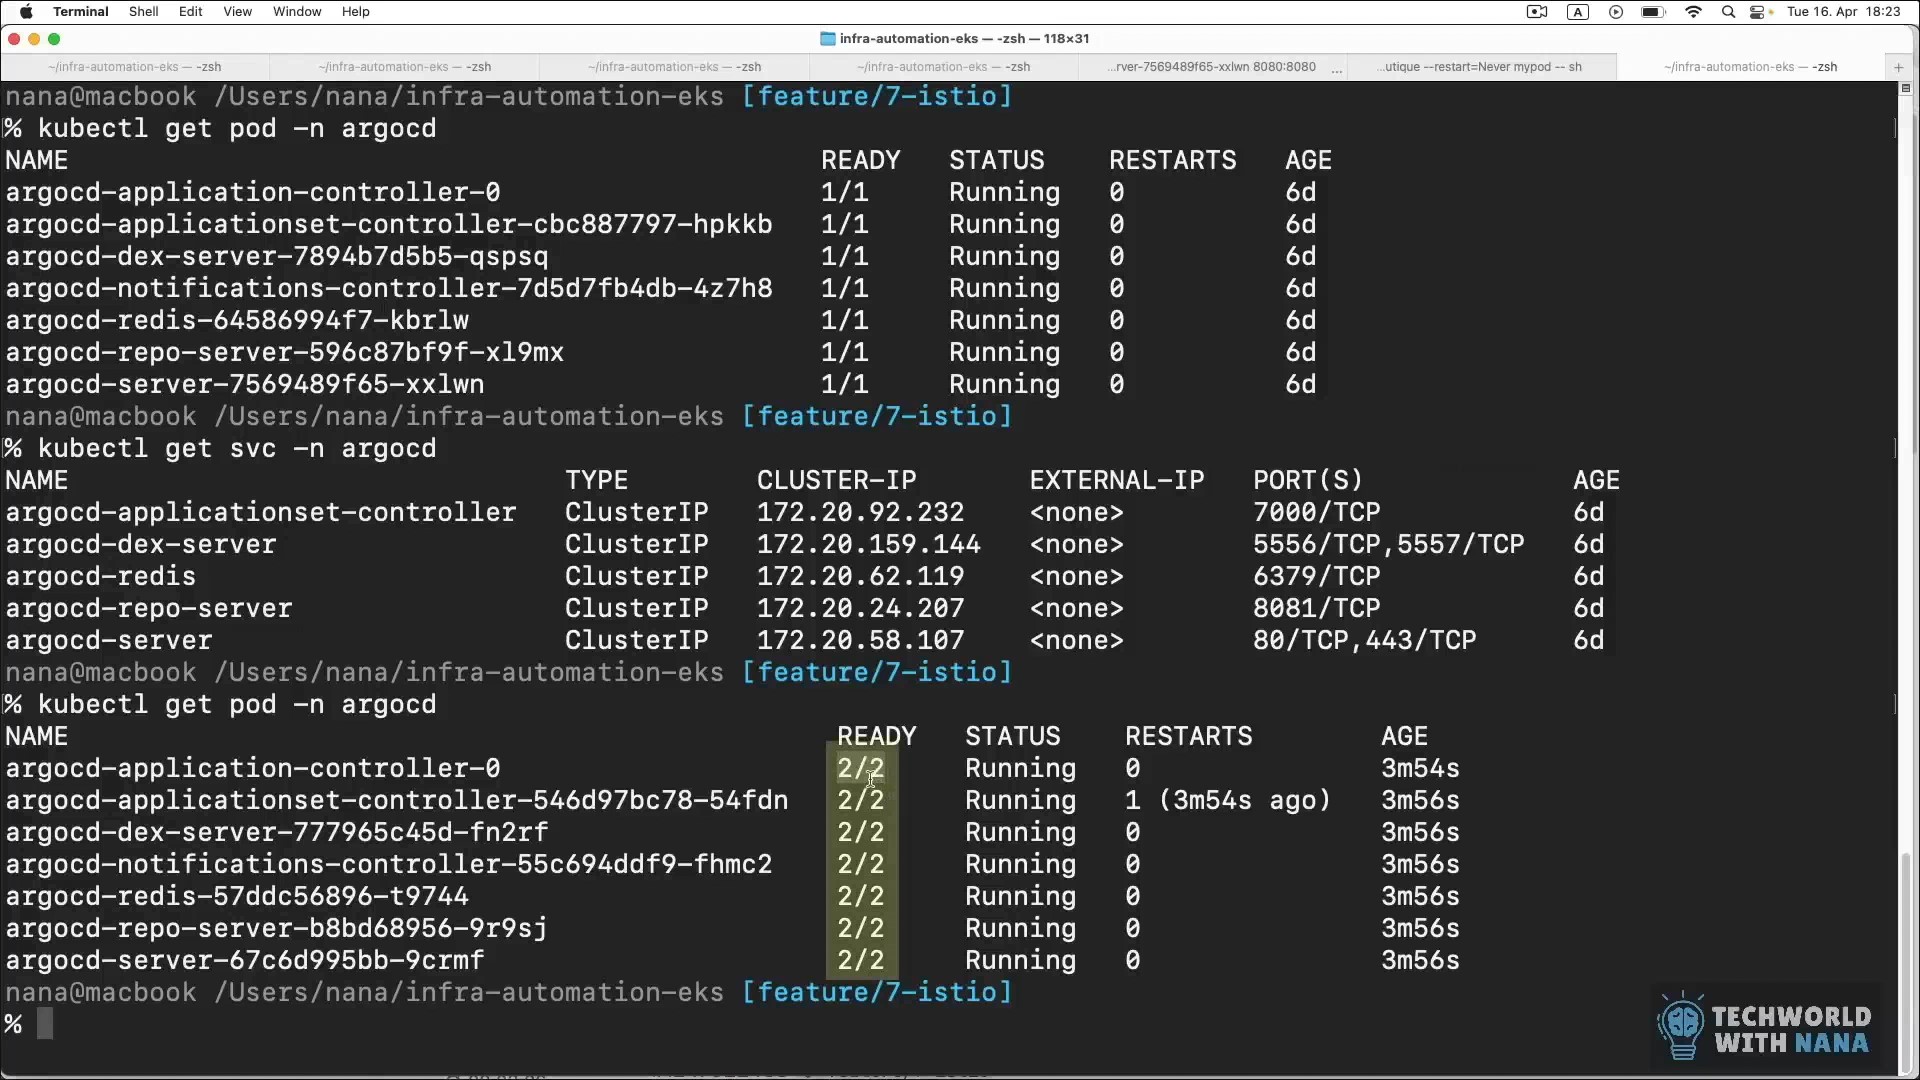 Terminal Shell Edit View Window Help A Tue 16. Apr 18:23
infra-automation-eks — -zsh — 118×31
~/infra-automation-eks — -zsh ~/infra-automation-eks — -zsh ~/infra-automation-eks — -zsh ~/infra-automation-eks — -zsh ...rver-7569489f65-xxlwn 8080:8080 ... ...utique --restart=Never mypod -- sh ~/infra-automation-eks — -zsh +
nana@macbook /Users/nana/infra-automation-eks [feature/7-istio]
% kubectl get pod -n argocd
NAME READY STATUS RESTARTS AGE
argocd-application-controller-0 1/1 Running 0 6d
argocd-applicationset-controller-cbc887797-hpkkb 1/1 Running 0 6d
argocd-dex-server-7894b7d5b5-qspsq 1/1 Running 0 6d
argocd-notifications-controller-7d5d7fb4db-4z7h8 1/1 Running 0 6d
argocd-redis-64586994f7-kbrlw 1/1 Running 0 6d
argocd-repo-server-596c87bf9f-xl9mx 1/1 Running 0 6d
argocd-server-7569489f65-xxlwn 1/1 Running 0 6d
nana@macbook /Users/nana/infra-automation-eks [feature/7-istio]
% kubectl get svc -n argocd
NAME TYPE CLUSTER-IP EXTERNAL-IP PORT(S) AGE
argocd-applicationset-controller ClusterIP 172.20.92.232 <none> 7000/TCP 6d
argocd-dex-server ClusterIP 172.20.159.144 <none> 5556/TCP,5557/TCP 6d
argocd-redis ClusterIP 172.20.62.119 <none> 6379/TCP 6d
argocd-repo-server ClusterIP 172.20.24.207 <none> 8081/TCP 6d
argocd-server ClusterIP 172.20.58.107 <none> 80/TCP,443/TCP 6d
nana@macbook /Users/nana/infra-automation-eks [feature/7-istio]
% kubectl get pod -n argocd
NAME READY STATUS RESTARTS AGE
argocd-application-controller-0 2/2 Running 0 3m54s
argocd-applicationset-controller-546d97bc78-54fdn 2/2 Running 1 (3m54s ago) 3m56s
argocd-dex-server-777965c45d-fn2rf 2/2 Running 0 3m56s
argocd-notifications-controller-55c694ddf9-fhmc2 2/2 Running 0 3m56s
argocd-redis-57ddc56896-t9744 2/2 Running 0 3m56s
argocd-repo-server-b8bd68956-9r9sj 2/2 Running 0 3m56s
argocd-server-67c6d995bb-9crmf 2/2 Running 0 3m56s
nana@macbook /Users/nana/infra-automation-eks [feature/7-istio]
%
TECHWORLD
WITH NANA